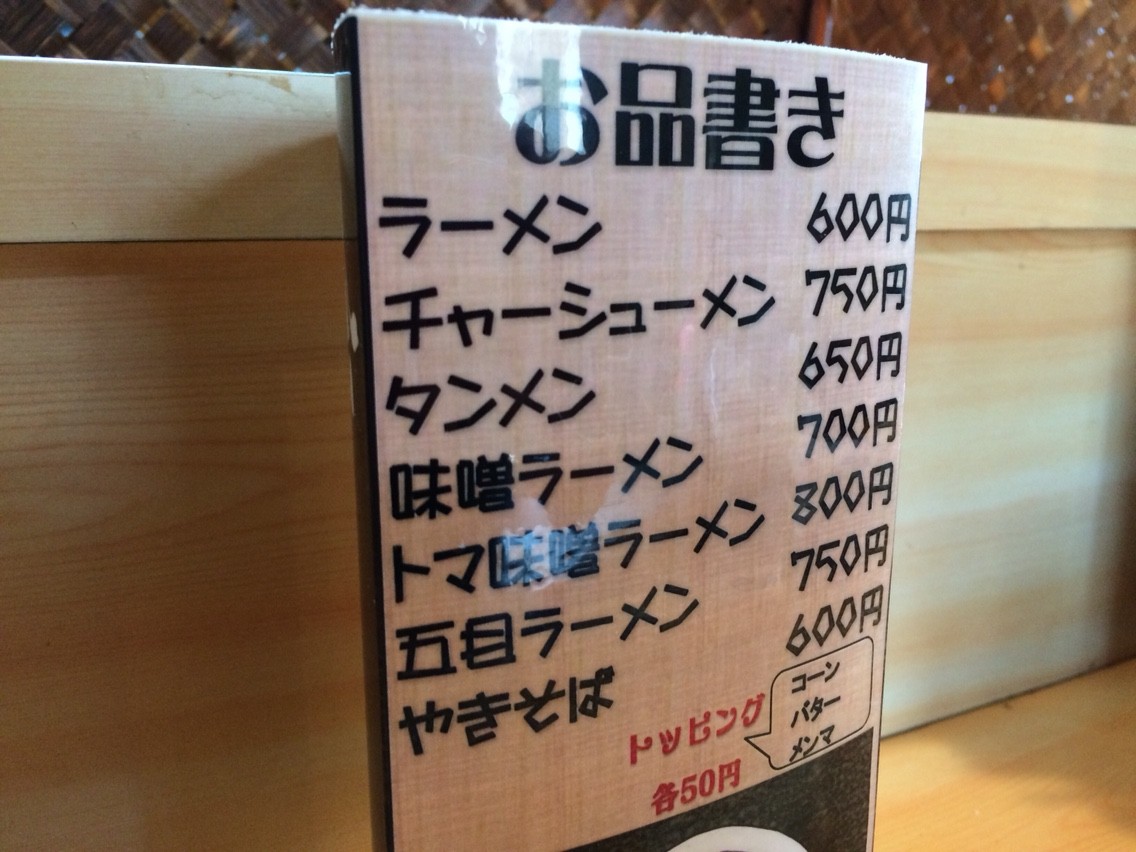 お品書き
ラーメン 600円
チャーシューメン 750円
タンメン 650円
味噌ラーメン 700円
トマ味噌ラーメン 800円
五目ラーメン 750円
やきそば 600円
トッピング
各50円
コーン
バター
メンマ